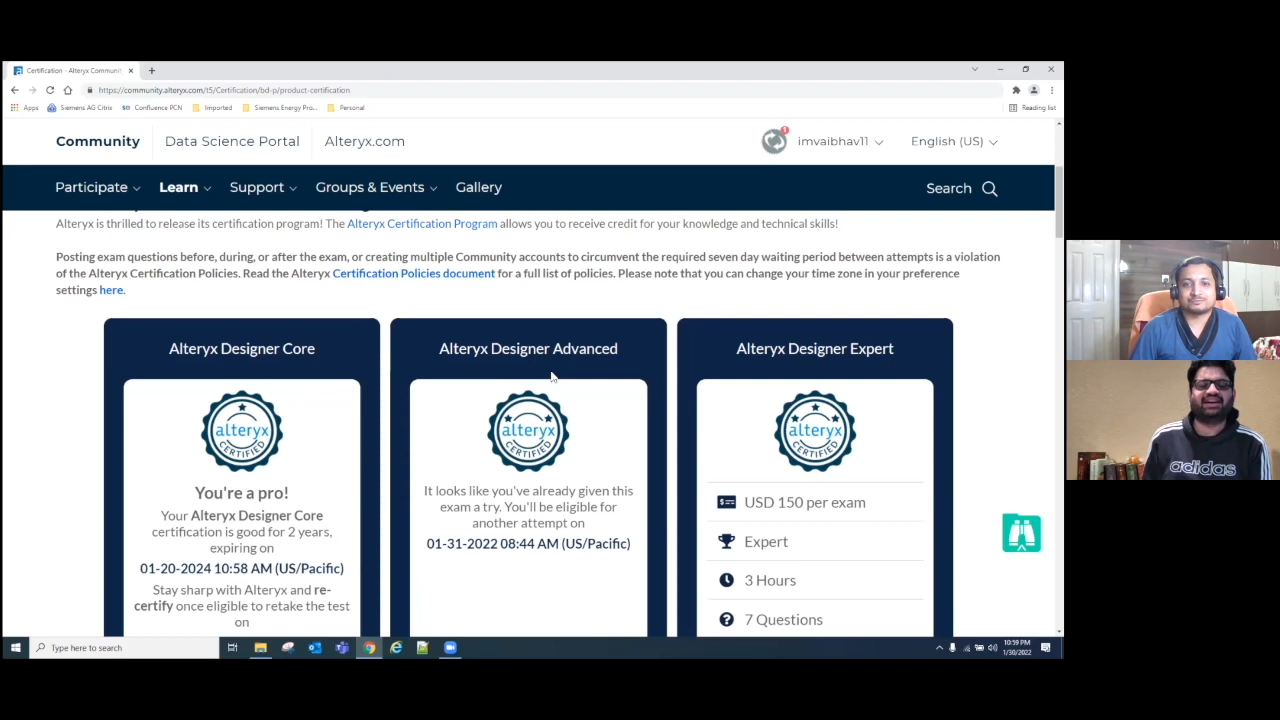 Certification - Alteryx Communi
https://community.alteryx.com/t5/Certification/bd-p/product-certification
Apps Siemens AG Citrix Confluence PCN Imported Siemens Energy Pro... Personal Reading list
Community Data Science Portal Alteryx.com 1 imvaibhav11 English (US)
Participate Learn Support Groups & Events Gallery Search
Alteryx is thrilled to release its certification program! The Alteryx Certification Program allows you to receive credit for your knowledge and technical skills!
Posting exam questions before, during, or after the exam, or creating multiple Community accounts to circumvent the required seven day waiting period between attempts is a violation
of the Alteryx Certification Policies. Read the Alteryx Certification Policies document for a full list of policies. Please note that you can change your time zone in your preference
settings here.
Alteryx Designer Core
alteryx
CERTIFIED
You're a pro!
Your Alteryx Designer Core
certification is good for 2 years,
expiring on
01-20-2024 10:58 AM (US/Pacific)
Stay sharp with Alteryx and re-
certify once eligible to retake the test
on
Alteryx Designer Advanced
alteryx
CERTIFIED
It looks like you've already given this
exam a try. You'll be eligible for
another attempt on
01-31-2022 08:44 AM (US/Pacific)
Alteryx Designer Expert
alteryx
CERTIFIED
USD 150 per exam
Expert
3 Hours
7 Questions
adidas
Type here to search
10:59 PM
1/30/2022